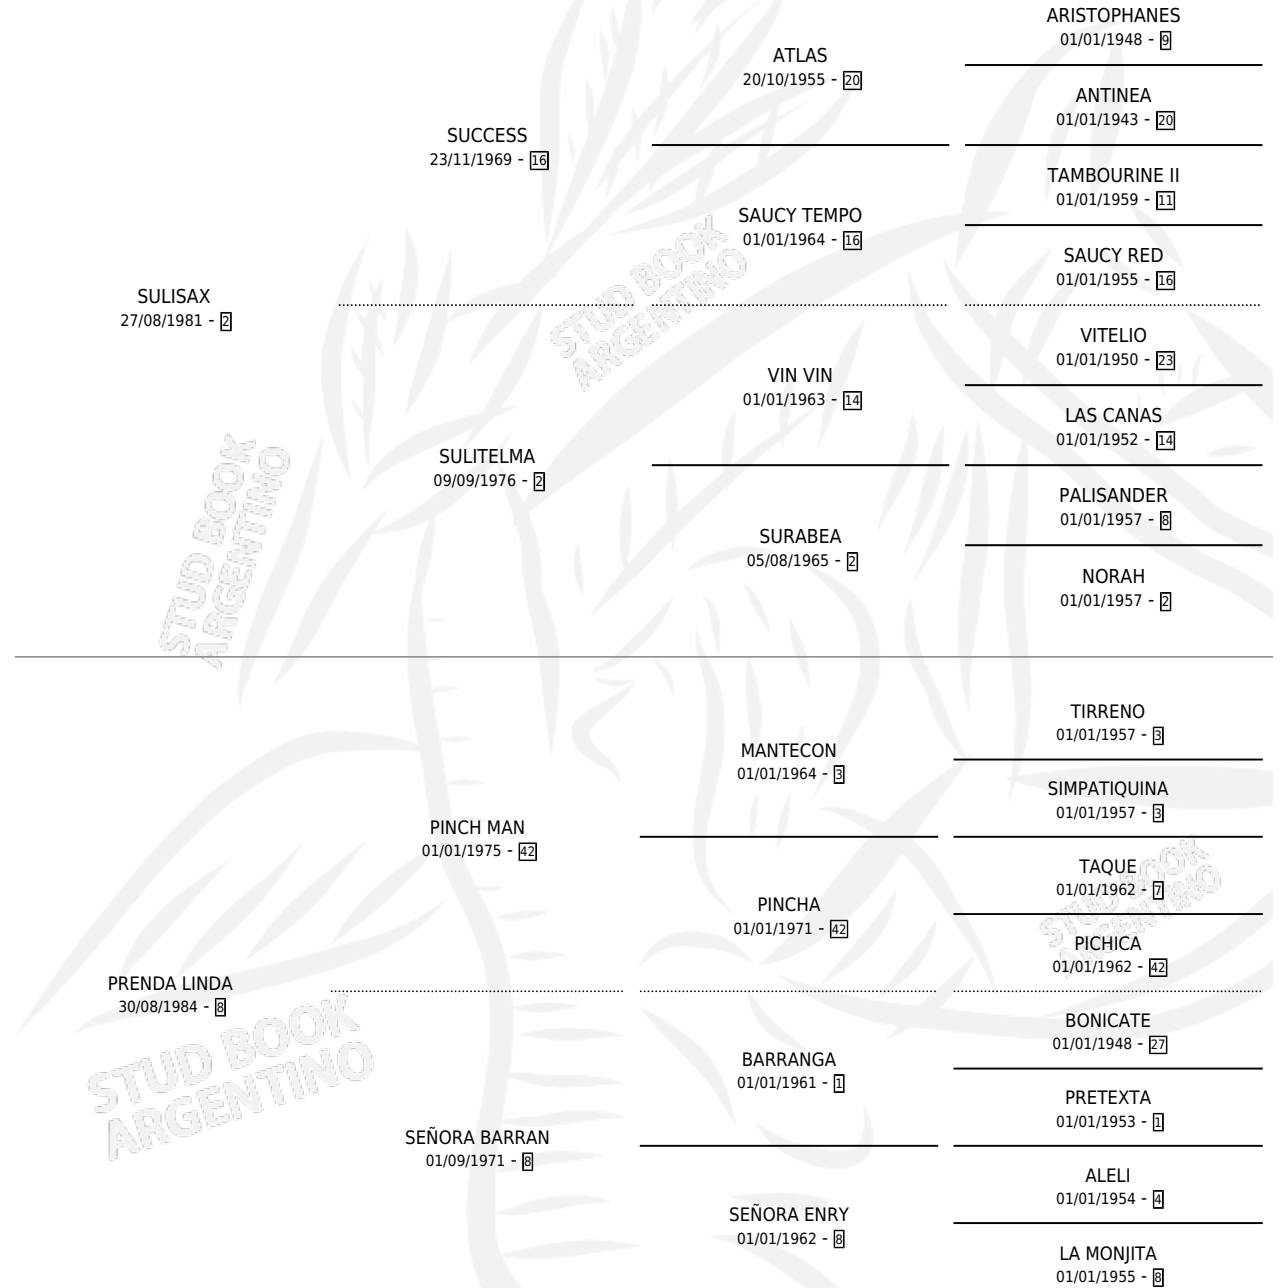 ARISTOPHANES
01/01/1948 - 9
ATLAS
20/10/1955 - 20
ANTINEA
01/01/1943 - 20
SUCCESS
23/11/1969 - 16
TAMBOURINE II
01/01/1959 - 11
SAUCY TEMPO
01/01/1964 - 16
SAUCY RED
01/01/1955 - 16
SULISAX
27/08/1981 - 2
VITELIO
01/01/1950 - 23
VIN VIN
01/01/1963 - 14
LAS CANAS
01/01/1952 - 14
SULITELMA
09/09/1976 - 2
PALISANDER
01/01/1957 - 8
SURABEA
05/08/1965 - 2
NORAH
01/01/1957 - 2
STUD BOOK
ARGENTINO
STUD BOOK
ARGENTINO
TIRRENO
01/01/1957 - 3
MANTECON
01/01/1964 - 3
SIMPATIQUINA
01/01/1957 - 3
PINCH MAN
01/01/1975 - 42
TAQUE
01/01/1962 - 7
PINCHA
01/01/1971 - 42
PICHICA
01/01/1962 - 42
PRENDA LINDA
30/08/1984 - 8
BONICATE
01/01/1948 - 27
BARRANGA
01/01/1961 - 1
PRETEXTA
01/01/1953 - 1
SEÑORA BARRAN
01/09/1971 - 8
ALELI
01/01/1954 - 4
SEÑORA ENRY
01/01/1962 - 8
LA MONJITA
01/01/1955 - 8
STUD BOOK
ARGENTINO
STUD BOOK
ARGENTINO